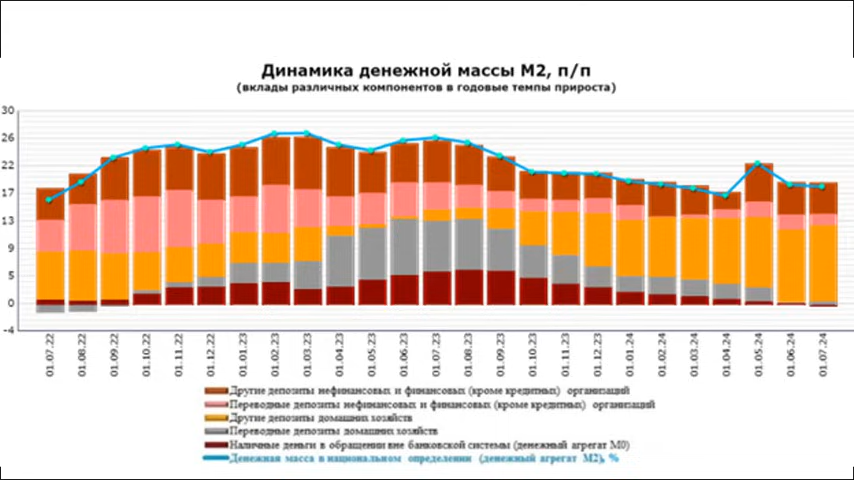 Динамика денежной массы М2, п/п
(вклады различных компонентов в годовые темпы прироста)
30
26
22
17
13
9
5
0
-4
01.07.22 01.08.22 01.09.22 01.10.22 01.11.22 01.12.22 01.01.23 01.02.23 01.03.23 01.04.23 01.05.23 01.06.23 01.07.23 01.08.23 01.09.23 01.10.23 01.11.23 01.12.23 01.01.24 01.02.24 01.03.24 01.04.24 01.05.24 01.06.24 01.07.24
Другие депозиты нефинансовых и финансовых (кроме кредитных) организаций
Переводные депозиты нефинансовых и финансовых (кроме кредитных) организаций
Другие депозиты домашних хозяйств
Переводные депозиты домашних хозяйств
Наличные деньги в обращении вне банковской системы (денежный агрегат М0)
Денежная масса в национальном определении (денежный агрегат М2), %